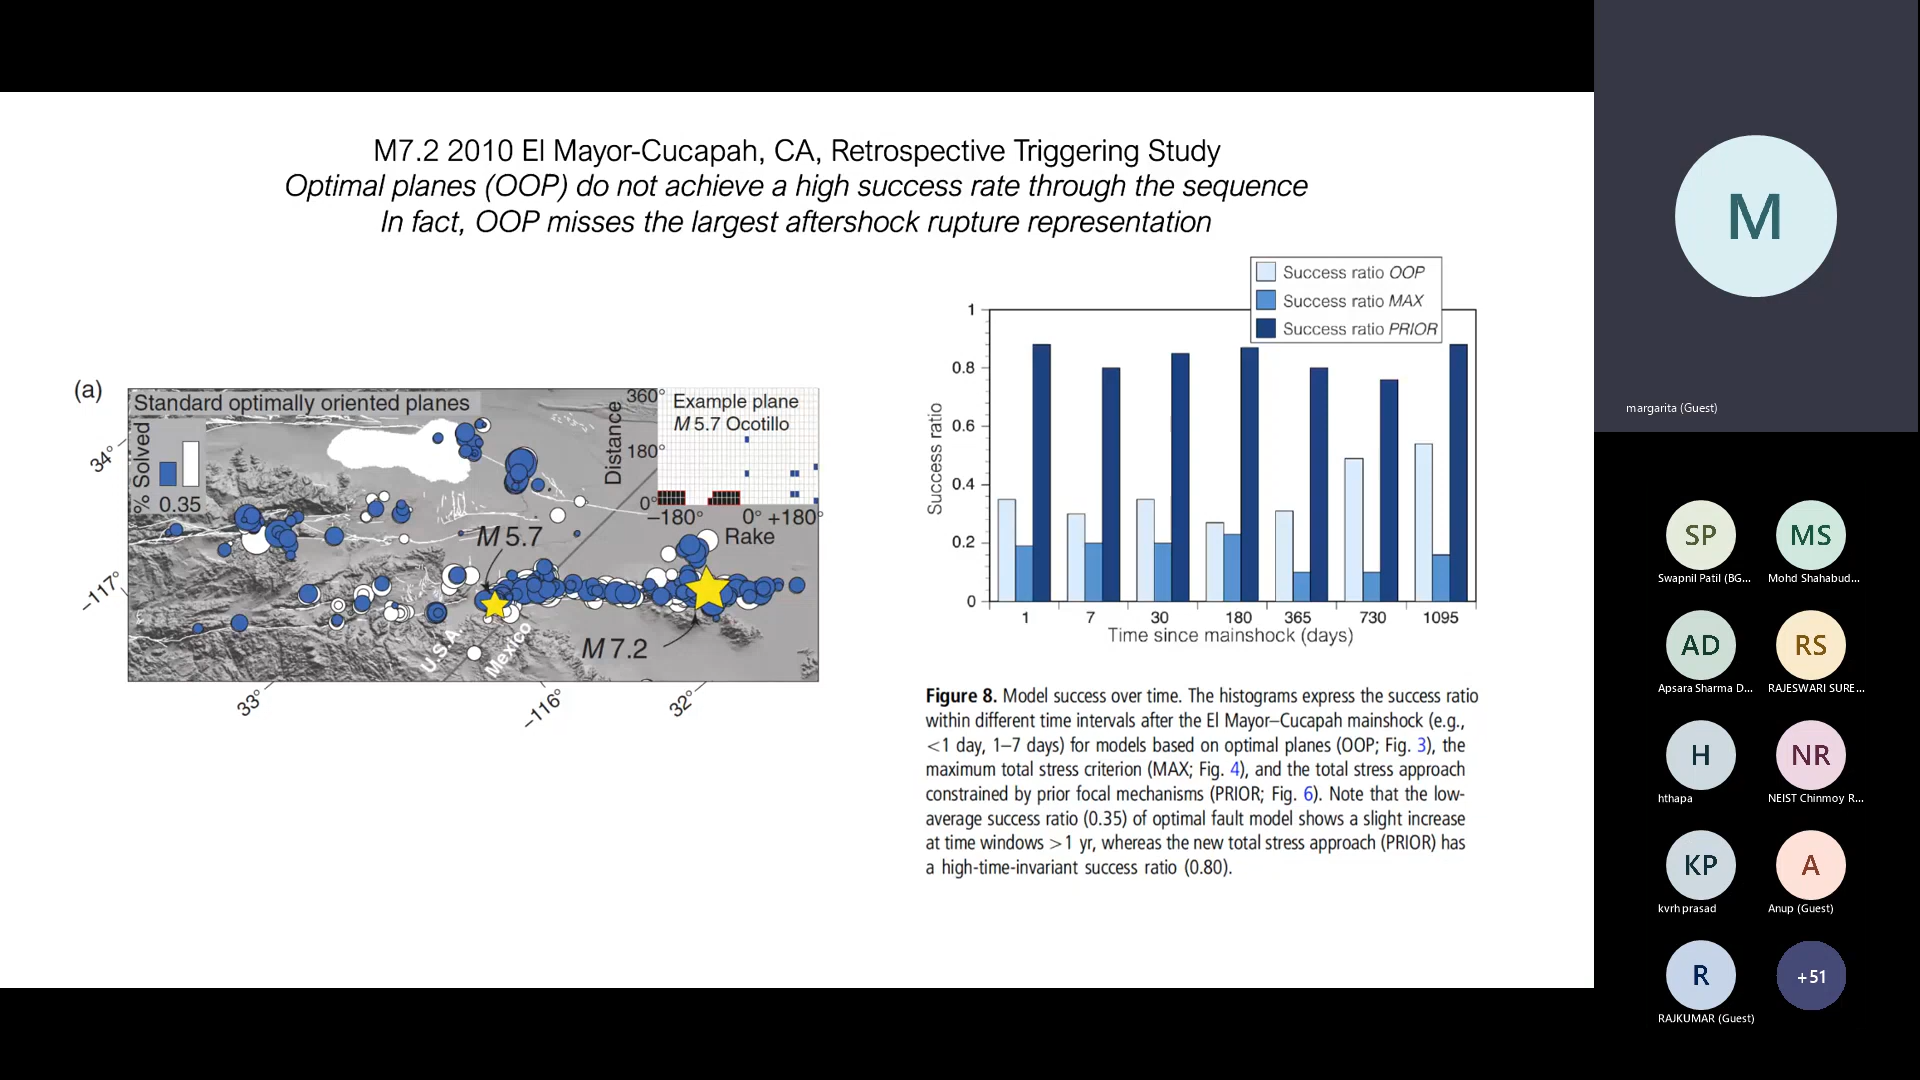 M7.2 2010 El Mayor-Cucapah, CA, Retrospective Triggering Study
Optimal planes (OOP) do not achieve a high success rate through the sequence
In fact, OOP misses the largest aftershock rupture representation
(a)
Standard optimally oriented planes
% Solved
0.35
34°
−117°
33°
−116°
32°
M 5.7
M 7.2
U.S.A.
Mexico
Distance
360°
180°
0°
Example plane
M 5.7 Ocotillo
−180°
0°
+180°
Rake
Success ratio OOP
Success ratio MAX
Success ratio PRIOR
Success ratio
1
0.8
0.6
0.4
0.2
0
1
7
30
180
365
730
1095
Time since mainshock (days)
Figure 8. Model success over time. The histograms express the success ratio
within different time intervals after the El Mayor–Cucapah mainshock (e.g.,
<1 day, 1–7 days) for models based on optimal planes (OOP; Fig. 3), the
maximum total stress criterion (MAX; Fig. 4), and the total stress approach
constrained by prior focal mechanisms (PRIOR; Fig. 6). Note that the low-
average success ratio (0.35) of optimal fault model shows a slight increase
at time windows >1 yr, whereas the new total stress approach (PRIOR) has
a high-time-invariant success ratio (0.80).
M
margarita (Guest)
SP
Swapnil Patil (BG...
MS
Mohd Shahabud...
AD
Apsara Sharma D...
RS
RAJESWARI SURE...
H
hthapa
NR
NEIST Chinmoy R...
KP
kvrh prasad
A
Anup (Guest)
R
RAJKUMAR (Guest)
+51